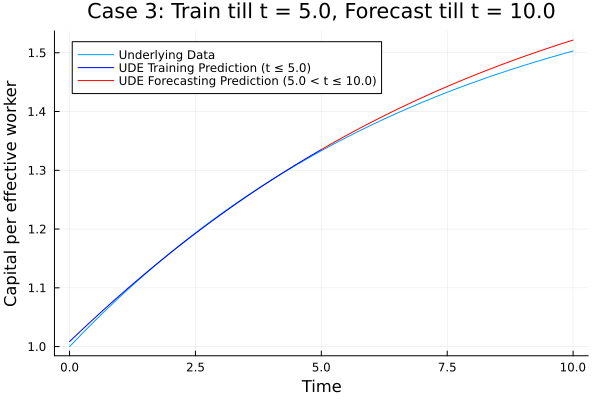 Case 3: Train till t = 5.0, Forecast till t = 10.0
Underlying Data
UDE Training Prediction (t ≤ 5.0)
UDE Forecasting Prediction (5.0 < t ≤ 10.0)
Capital per effective worker
1.5
1.4
1.3
1.2
1.1
1.0
0.0
2.5
5.0
7.5
10.0
Time